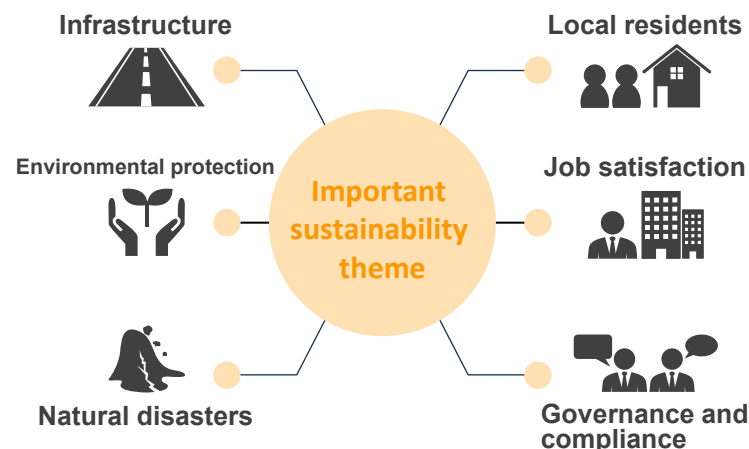 Infrastructure
Local residents
Environmental protection
Job satisfaction
Important
sustainability
theme
Natural disasters
Governance and
compliance